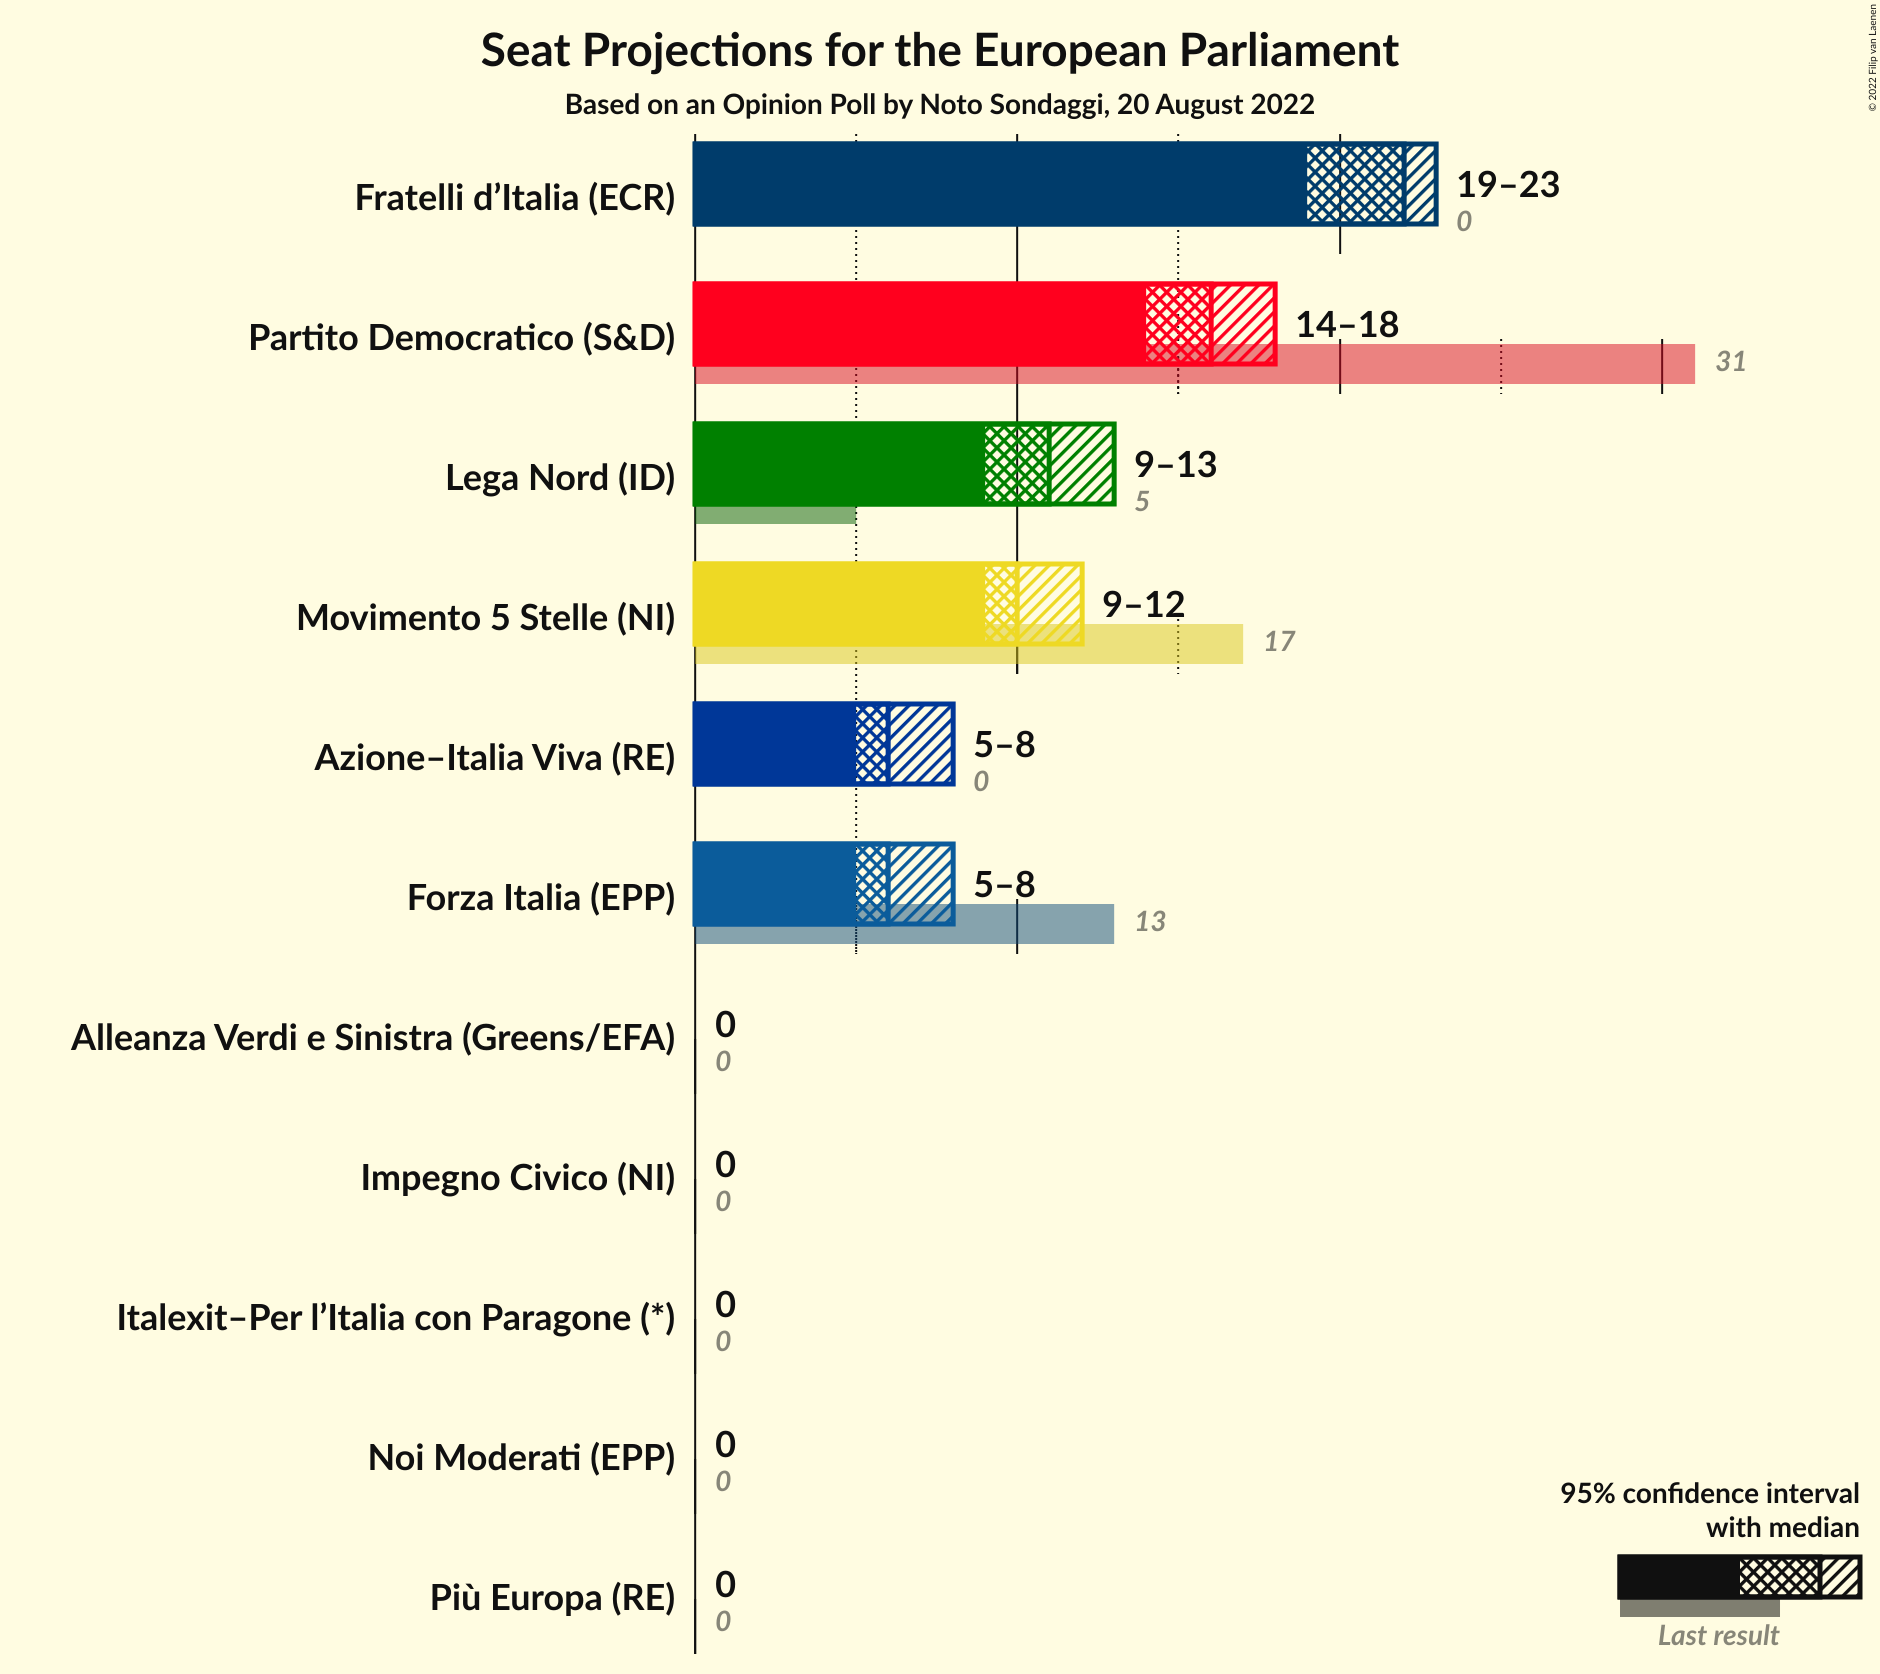 Seat Projections for the European Parliament
Based on an Opinion Poll by Noto Sondaggi, 20 August 2022
© 2022 Filip van Laenen
Fratelli d’Italia (ECR)
19–23
0
Partito Democratico (S&D)
14–18
31
Lega Nord (ID)
9–13
5
Movimento 5 Stelle (NI)
9–12
17
Azione–Italia Viva (RE)
5–8
0
Forza Italia (EPP)
5–8
13
Alleanza Verdi e Sinistra (Greens/EFA)
0
0
Impegno Civico (NI)
0
0
Italexit–Per l’Italia con Paragone (*)
0
0
Noi Moderati (EPP)
0
0
Più Europa (RE)
0
0
95% confidence interval
with median
Last result